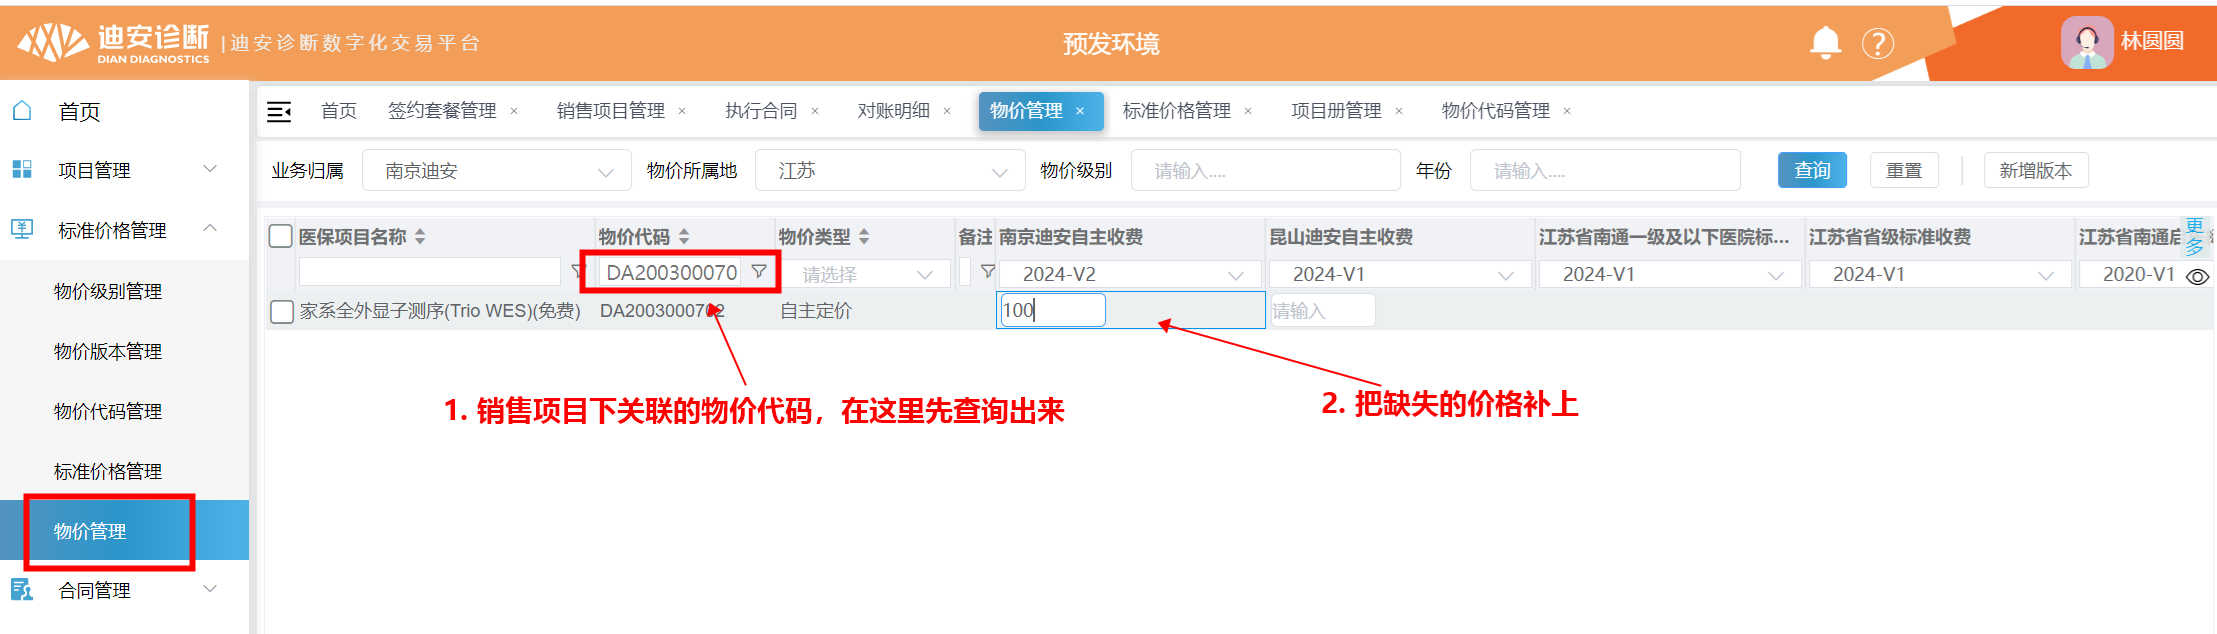 迪安诊断
DIAN DIAGNOSTICS
|迪安诊断数字化交易平台
预发环境
?
林圆圆
首页
项目管理
标准价格管理
物价级别管理
物价版本管理
物价代码管理
标准价格管理
物价管理
合同管理
首页 签约套餐管理 × 销售项目管理 × 执行合同 × 对账明细 × 物价管理 × 标准价格管理 × 项目册管理 × 物价代码管理 ×
业务归属 南京迪安 物价所属地 江苏 物价级别 请输入.... 年份 请输入.... 查询 重置 新增版本
医保项目名称 物价代码 物价类型 备注 南京迪安自主收费 昆山迪安自主收费 江苏省南通一级及以下医院标... 江苏省省级标准收费 江苏省南通启 更多
DA200300070 请选择 2024-V2 2024-V1 2024-V1 2024-V1 2020-V1
家系全外显子测序(Trio WES)(免费) DA2003000702 自主定价 100 请输入
1. 销售项目下关联的物价代码，在这里先查询出来
2. 把缺失的价格补上